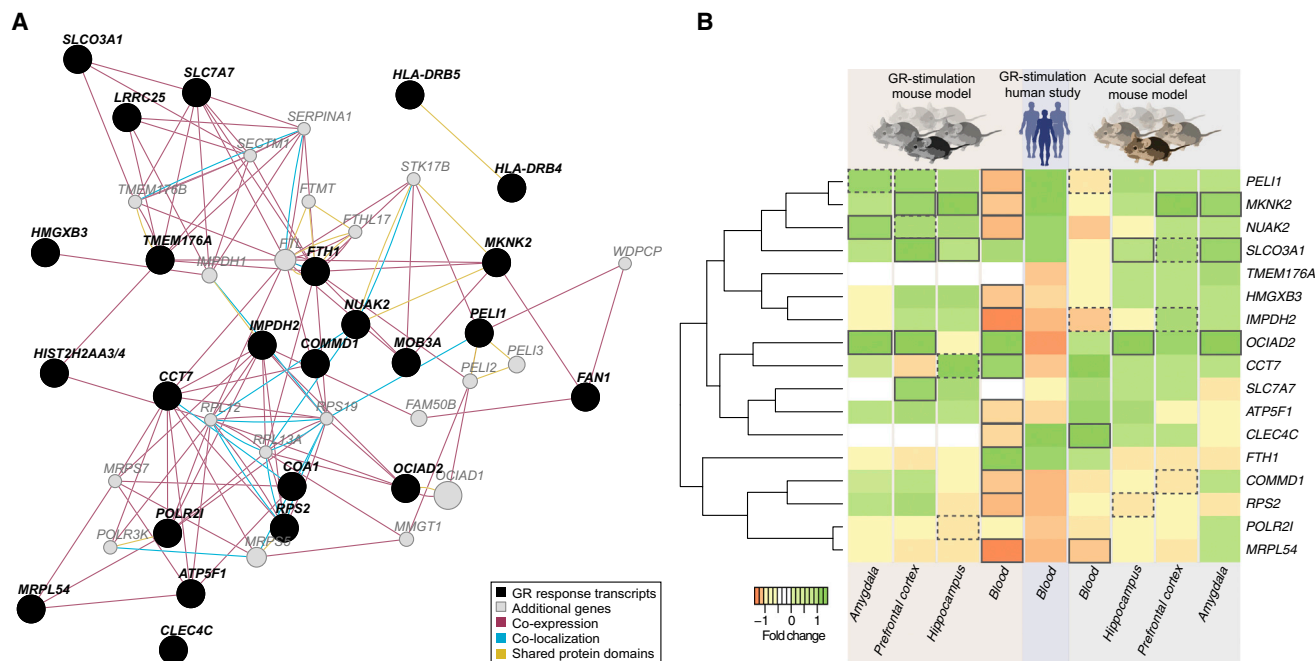 A
SLCO3A1
SLC7A7
HLA-DRB5
LRRC25
SERPINA1
SECTM1
STK17B
HLA-DRB4
TMEM176B
FTMT
FTHL17
HMGXB3
TMEM176A
FTL
FTH1
MKNK2
WDPCP
IMPDH1
NUAK2
PELI1
IMPDH2
COMMD1
MOB3A
PELI3
HIST2H2AA3/4
PELI2
FAN1
CCT7
RPL12
RPS19
FAM50B
RPL13A
MRPS7
COA1
OCIAD2
OCIAD1
POLR2I
RPS2
POLR3K
MRPS5
MMGT1
MRPL54
ATP5F1
CLEC4C
GR response transcripts
Additional genes
Co-expression
Co-localization
Shared protein domains
B
GR-stimulation
mouse model
GR-stimulation
human study
Acute social defeat
mouse model
PELI1
MKNK2
NUAK2
SLCO3A1
TMEM176A
HMGXB3
IMPDH2
OCIAD2
CCT7
SLC7A7
ATP5F1
CLEC4C
FTH1
COMMD1
RPS2
POLR2I
MRPL54
Amygdala
Prefrontal cortex
Hippocampus
Blood
Blood
Blood
Hippocampus
Prefrontal cortex
Amygdala
−1 0 1
Fold change